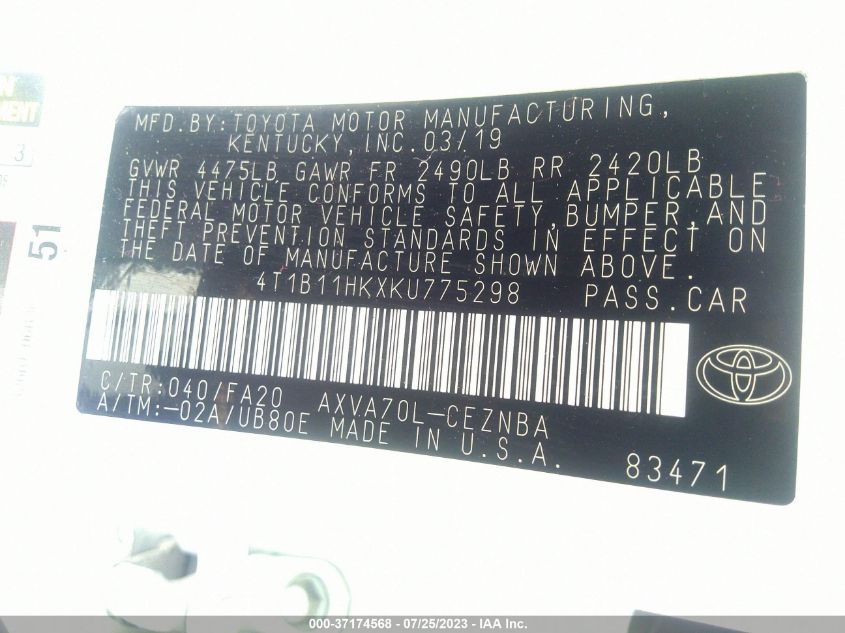 MFD.BY:TOYOTA MOTOR MANUFACTURING,
KENTUCKY, INC. 03/19
GVWR 4475LB GAWR FR 2490LB RR 2420LB
THIS VEHICLE CONFORMS TO ALL APPLICABLE
FEDERAL MOTOR VEHICLE SAFETY, BUMPER, AND
THEFT PREVENTION STANDARDS IN EFFECT ON
THE DATE OF MANUFACTURE SHOWN ABOVE.
4T1B11HKXKU775298 PASS.CAR
C/TR:040/FA20 AXVA70L-CEZNBA
A/TM:-02A/UB80E MADE IN U.S.A.
83471
3
51
000-37174568 / 07/25/2023 - IAA Inc.